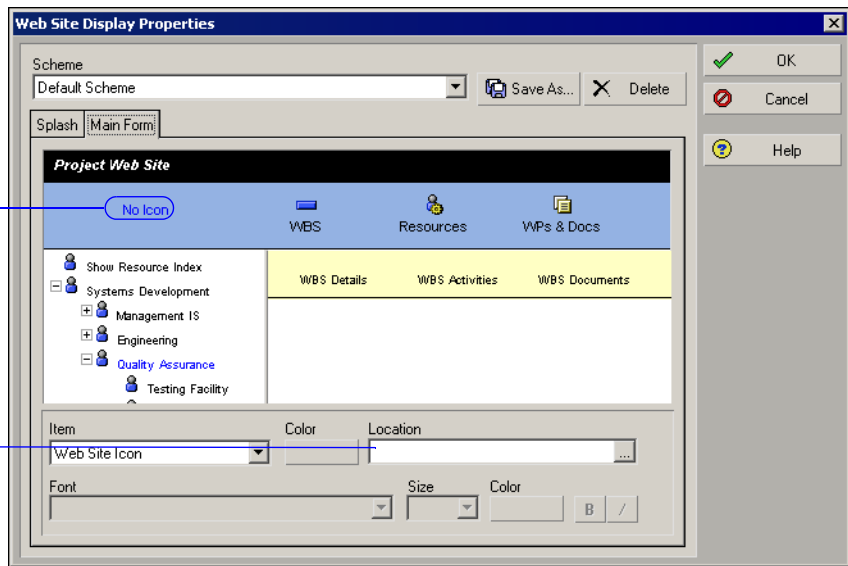 Web Site Display Properties
Scheme
Default Scheme
Save As...
Delete
OK
Cancel
Help
Splash
Main Form
Project Web Site
No Icon
WBS
Resources
WPs & Docs
Show Resource Index
Systems Development
Management IS
Engineering
Quality Assurance
Testing Facility
WBS Details
WBS Activities
WBS Documents
Item
Color
Location
Web Site Icon
...
Font
Size
Color
B
I